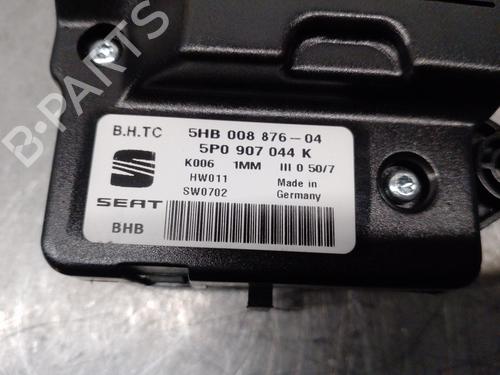 B-PARTS
B.H.TC 5HB 008 876-04
5P0 907 044 K
K006 1MM III 0 50/7
HW011 Made in
SW0702 Germany
SEAT
BHB